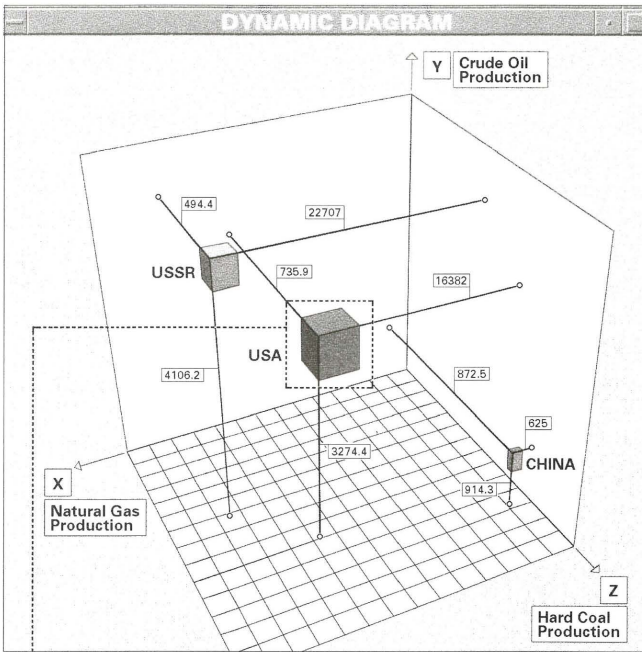 DYNAMIC DIAGRAM
Y
Crude Oil
Production
494.4
22707
USSR
735.9
16382
USA
4106.2
872.5
625
3274.4
CHINA
914.3
X
Natural Gas
Production
Z
Hard Coal
Production